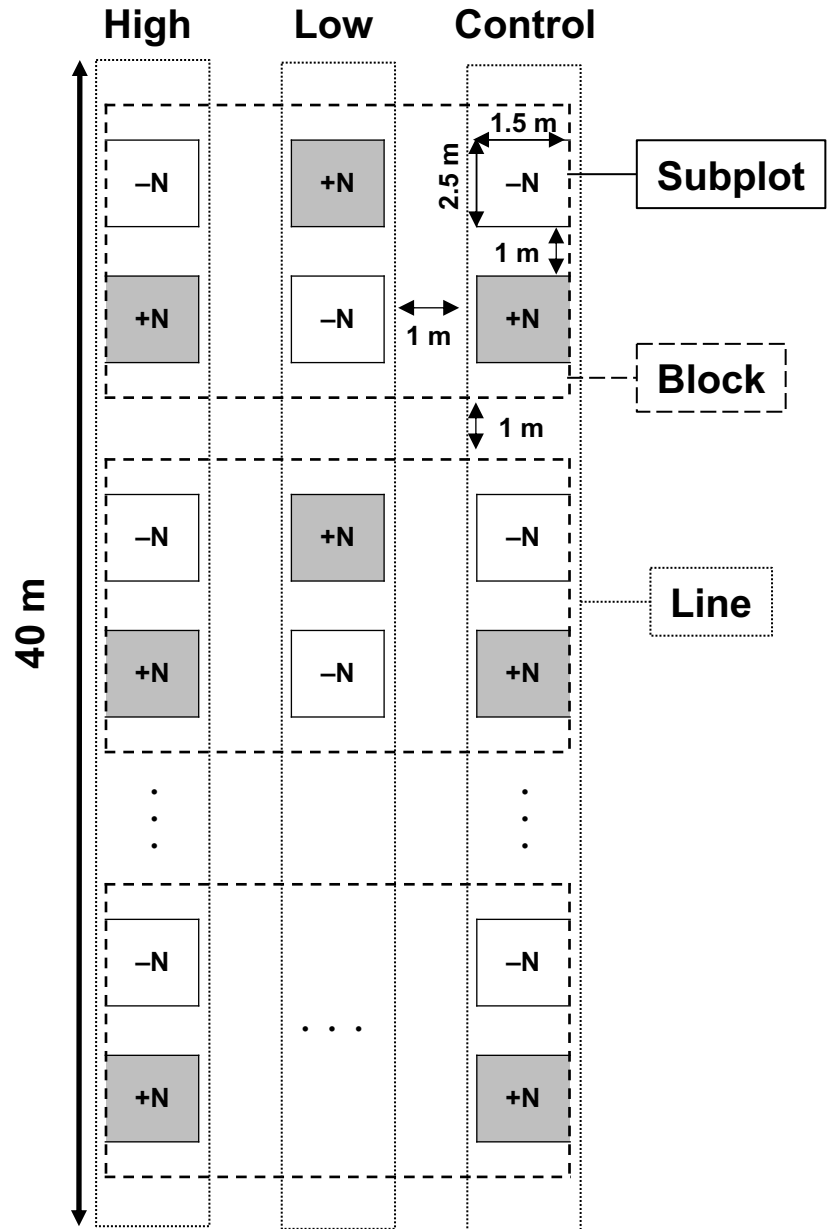 High Low Control
1.5 m
2.5 m
–N +N –N
Subplot
1 m
+N –N +N
1 m
Block
1 m
–N +N –N
Line
40 m
+N –N +N
–N –N
. . .
+N +N